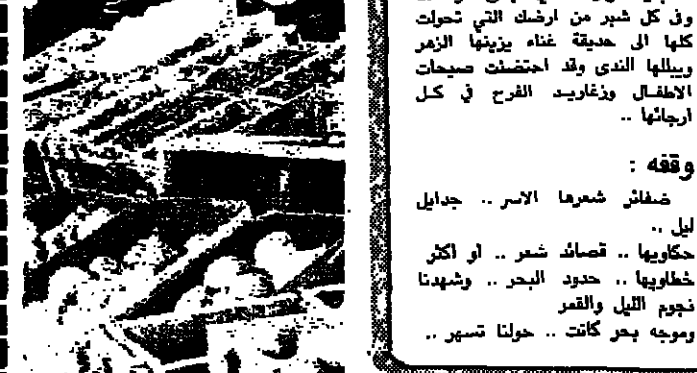 وفى كل شبر من ارضك التي تحولت
كلها الى حديقة غناء يزينها الزهر
ويبللها الندى وقد احتضنت صيحات
الاطفال وزغاريد الفرح في كل
أرجائها ..
وقفه :
ضفائر شعرها الاسر .. جدايل
ليل ..
حكاويها .. قصائد شعر .. او اكثر
خطاويها .. حدود البحر .. وشهدنا
نجوم الليل والقمر
وموجه بحر كانت .. حولنا تسهر ..